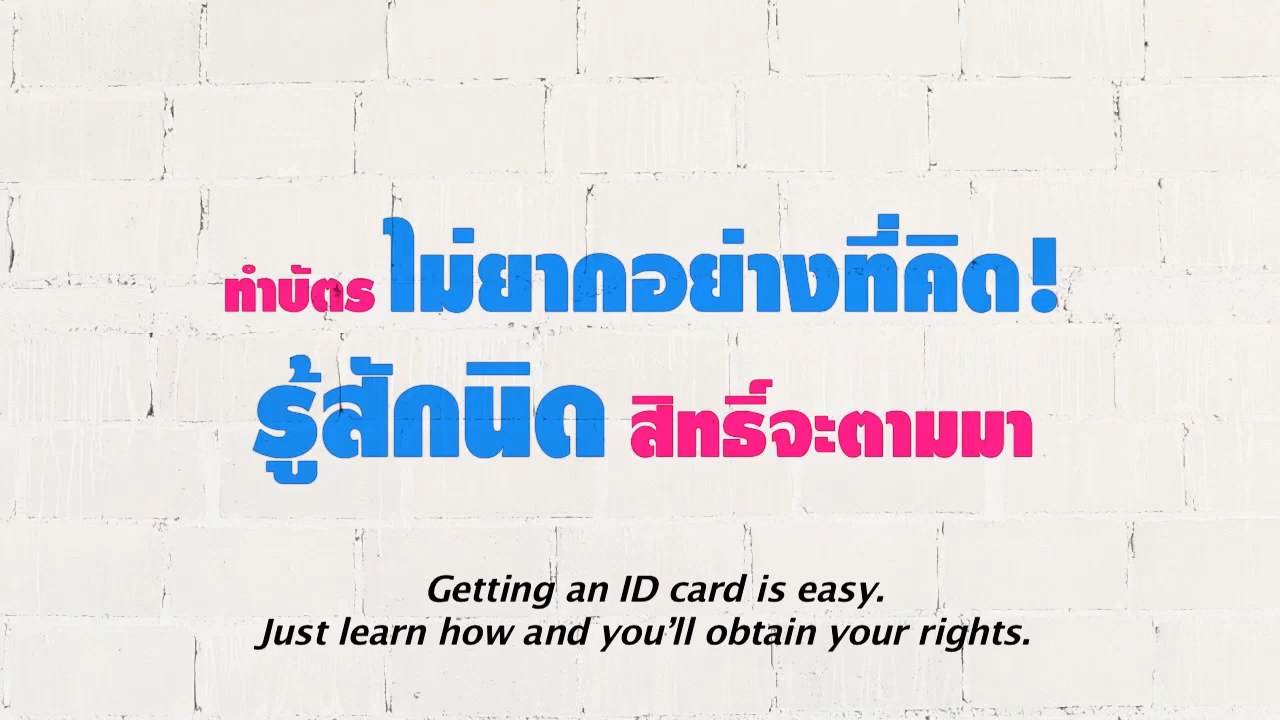 ทำบัตร ไม่ยากอย่างที่คิด!
รู้สักนิด สิทธิ์จะตามมา
Getting an ID card is easy.
Just learn how and you’ll obtain your rights.